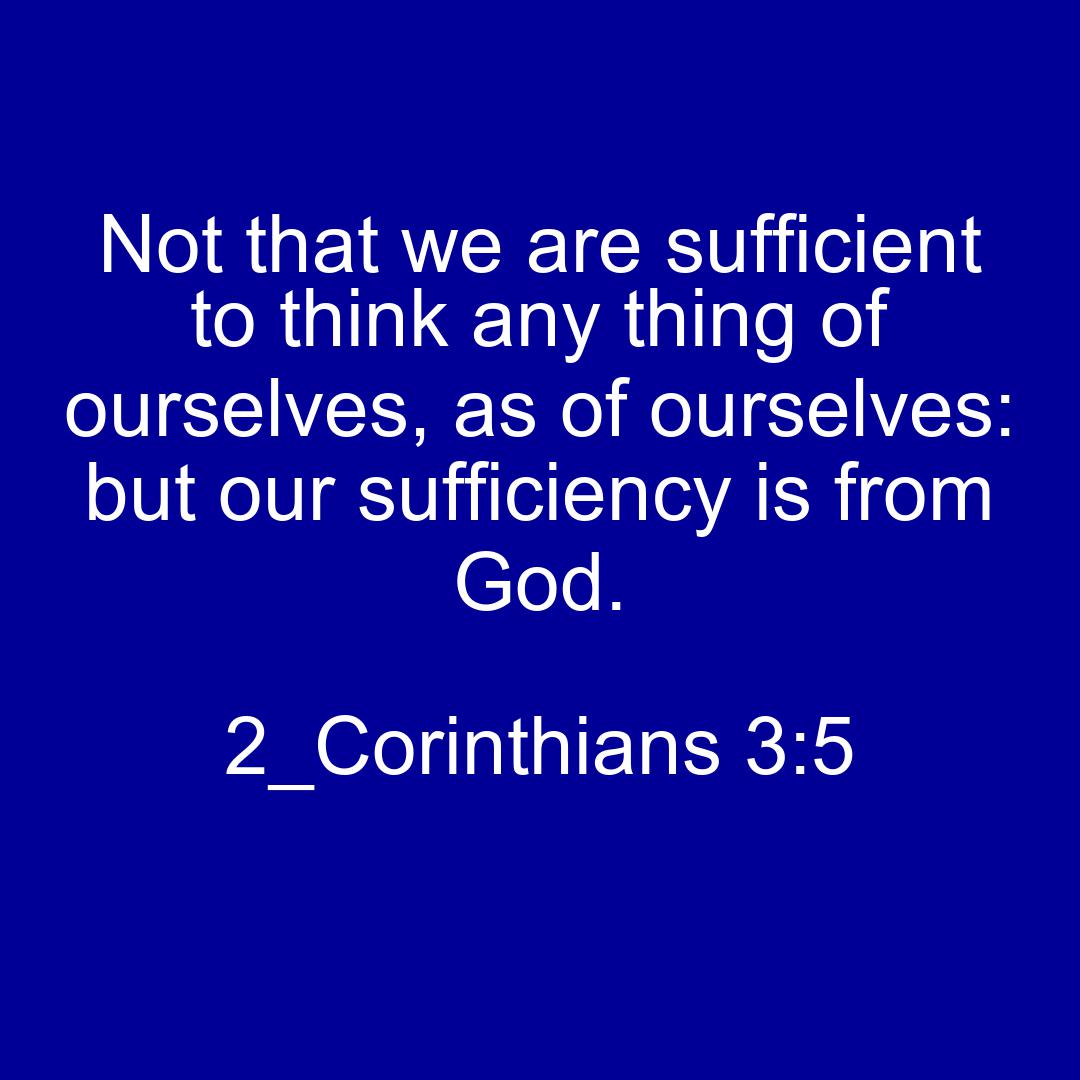 Not that we are sufficient
to think any thing of
ourselves, as of ourselves:
but our sufficiency is from
God.
2_Corinthians 3:5